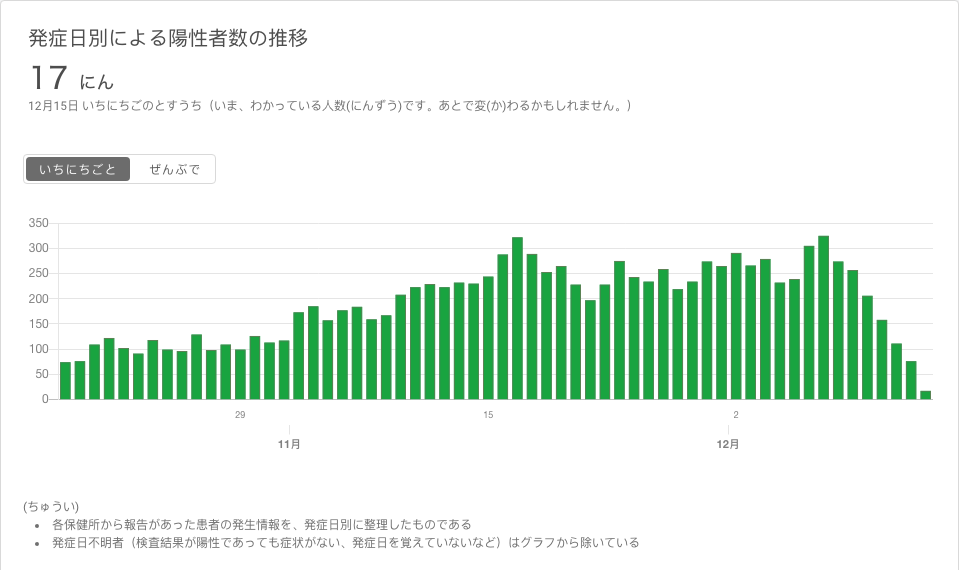 発症日別による陽性者数の推移
17 にん
12月15日 いちにちごのとすうち（いま、わかっている人数(にんずう)です。あとで変(か)わるかもしれません。）
いちにちごと ぜんぶで
350
300
250
200
150
100
50
0
29 15 2
11月 12月
(ちゅうい)
• 各保健所から報告があった患者の発生情報を、発症日別に整理したものである
• 発症日不明者（検査結果が陽性であっても症状がない、発症日を覚えていないなど）はグラフから除いている